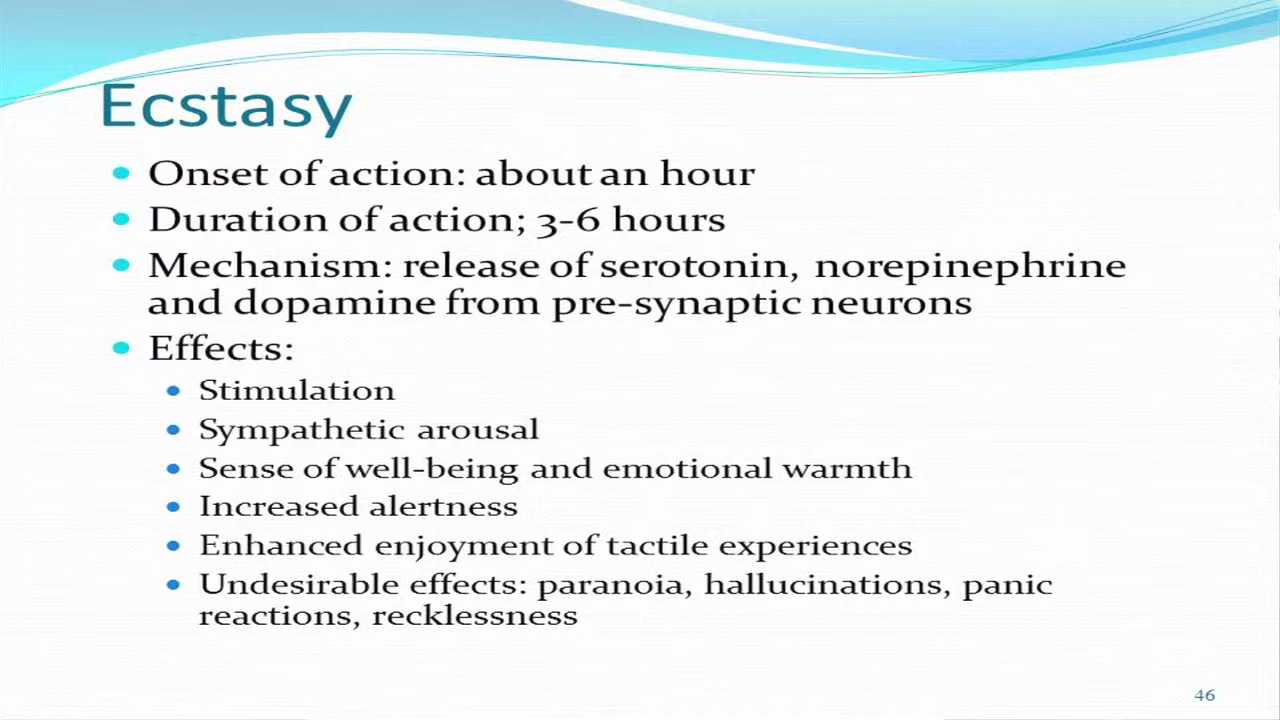 Ecstasy
• Onset of action: about an hour
• Duration of action; 3-6 hours
• Mechanism: release of serotonin, norepinephrine
and dopamine from pre-synaptic neurons
• Effects:
• Stimulation
• Sympathetic arousal
• Sense of well-being and emotional warmth
• Increased alertness
• Enhanced enjoyment of tactile experiences
• Undesirable effects: paranoia, hallucinations, panic
reactions, recklessness
46